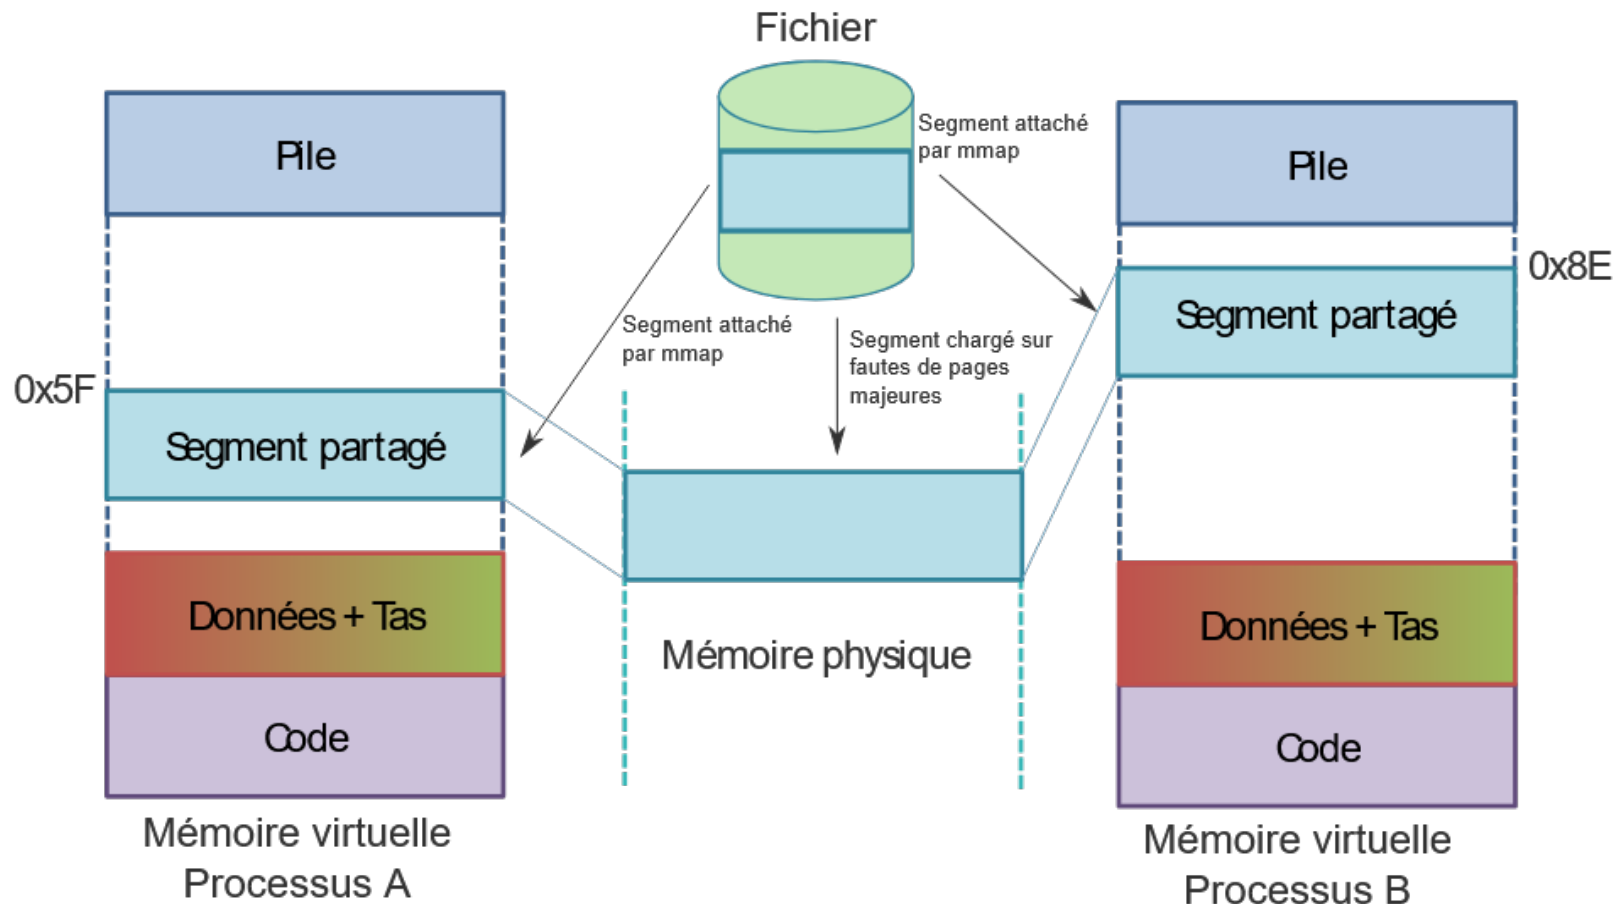 Fichier
Segment attaché
par mmap
Pile
Pile
0x8E
Segment partagé
Segment attaché
par mmap
Segment chargé sur
fautes de pages
majeures
0x5F
Segment partagé
Données + Tas
Données + Tas
Mémoire physique
Code
Code
Mémoire virtuelle
Processus A
Mémoire virtuelle
Processus B